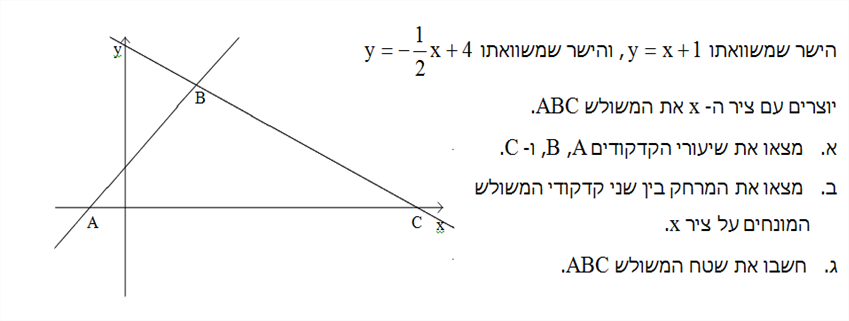 הישר שמשוואתו y = x + 1, והישר שמשוואתו y = -1/2 x + 4
יוצרים עם ציר ה- x את המשולש ABC.
א. מצאו את שיעורי הקדקודים A, B, ו- C.
ב. מצאו את המרחק בין שני קדקודי המשולש
המונחים על ציר x.
ג. חשבו את שטח המשולש ABC.
y
B
A
C
x